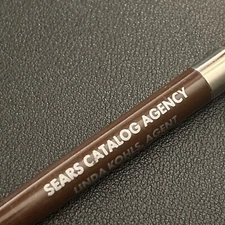 SEARS CATALOG AGENCY
LINDA KOHLS, AGENT